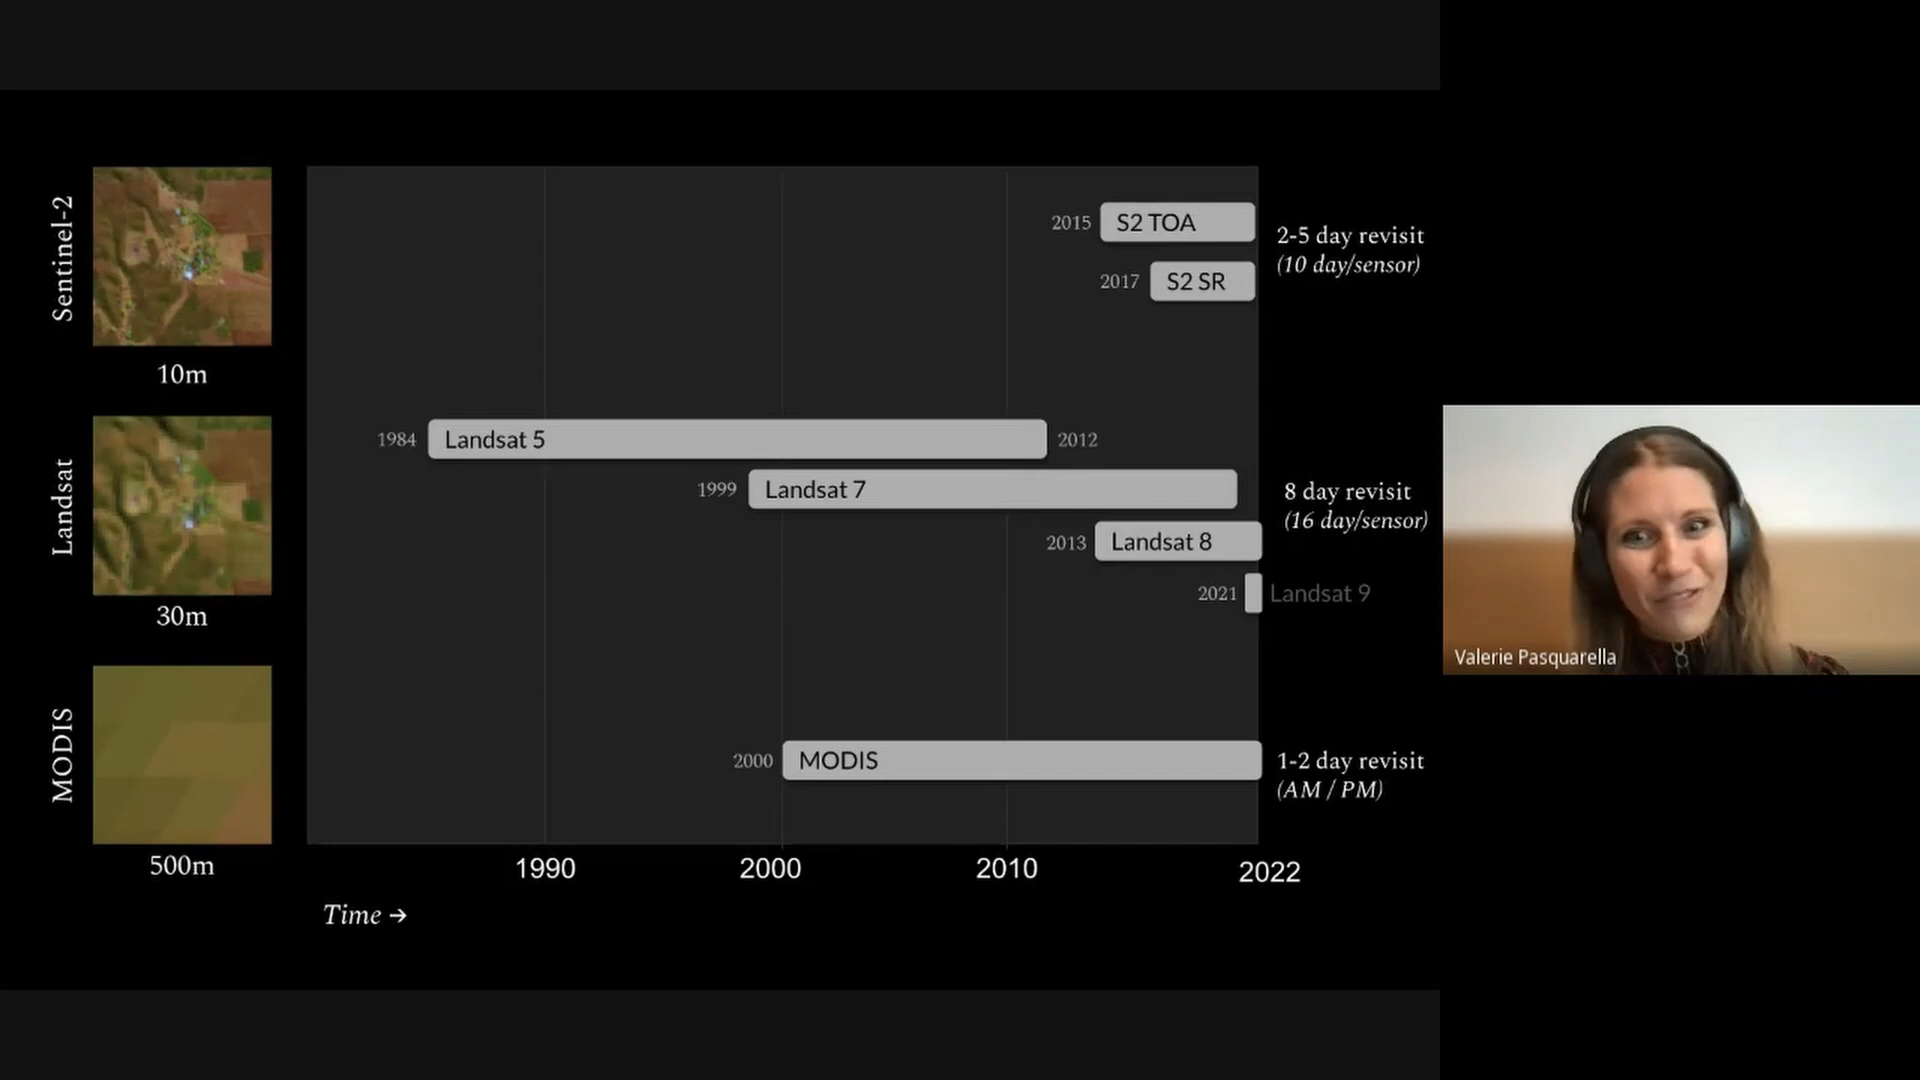 Sentinel-2
10m
2015
S2 TOA
2017
S2 SR
2-5 day revisit
(10 day/sensor)
Landsat
30m
1984
Landsat 5
2012
1999
Landsat 7
2013
Landsat 8
2021
Landsat 9
8 day revisit
(16 day/sensor)
MODIS
500m
2000
MODIS
1-2 day revisit
(AM / PM)
1990
2000
2010
2022
Time →
Valerie Pasquarella